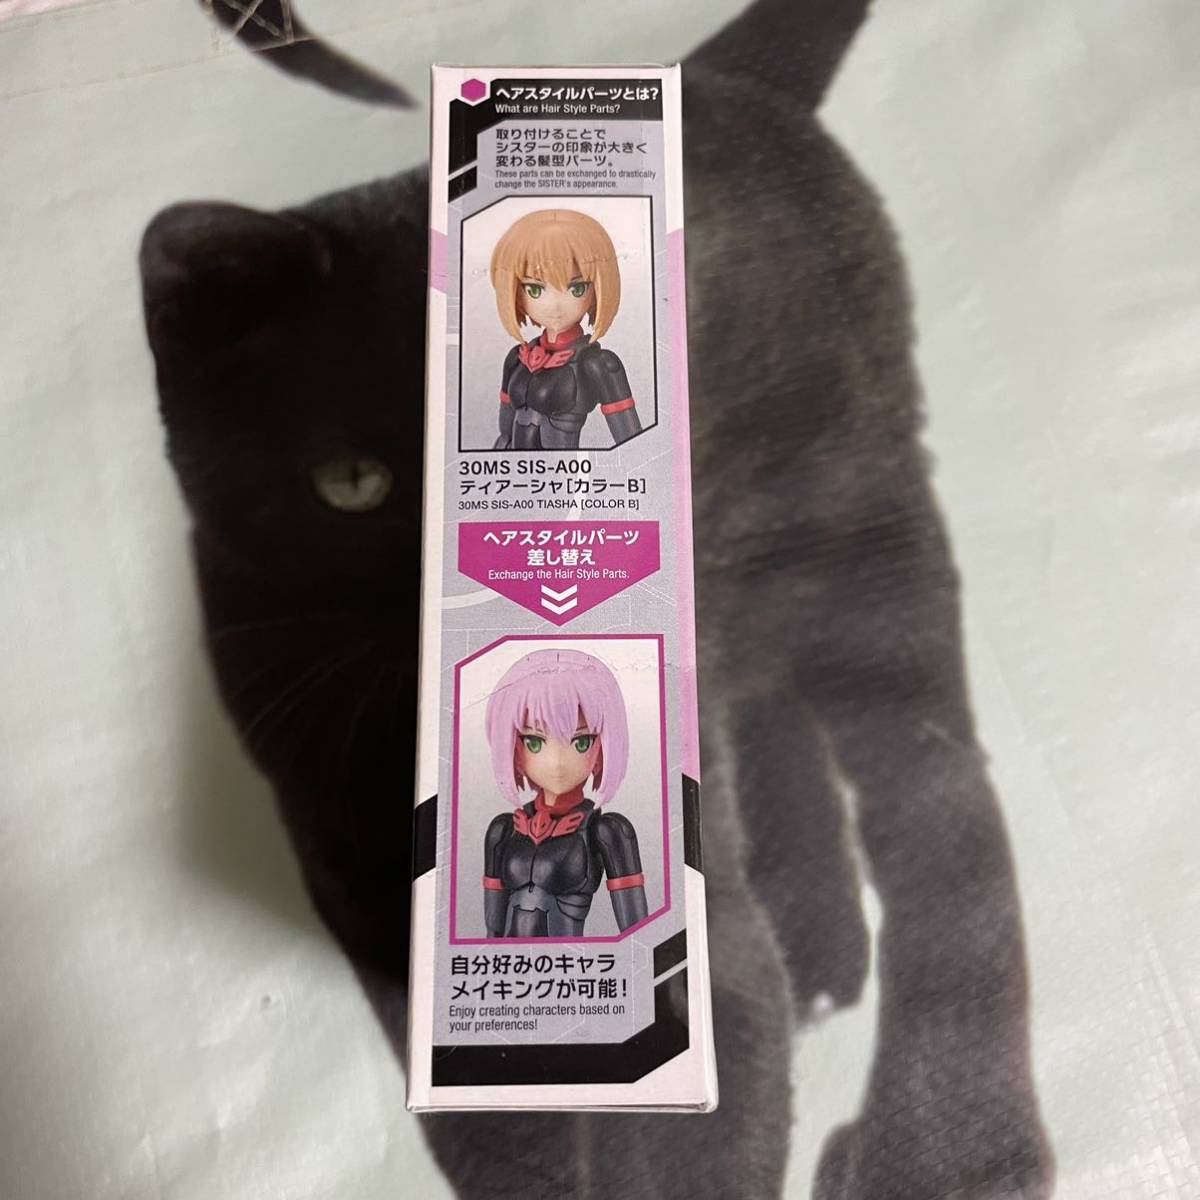 ヘアスタイルパーツとは?
What are Hair Style Parts?
取り付けることで
シスターの印象が大きく
変わる髪型パーツ。
These parts can be exchanged to drastically
change the SISTER's appearance.
30MS SIS-A00
ティアーシャ[カラーB]
30MS SIS-A00 TIASHA [COLOR B]
ヘアスタイルパーツ
差し替え
Exchange the Hair Style Parts.
自分好みのキャラ
メイキングが可能!
Enjoy creating characters based on
your preferences!